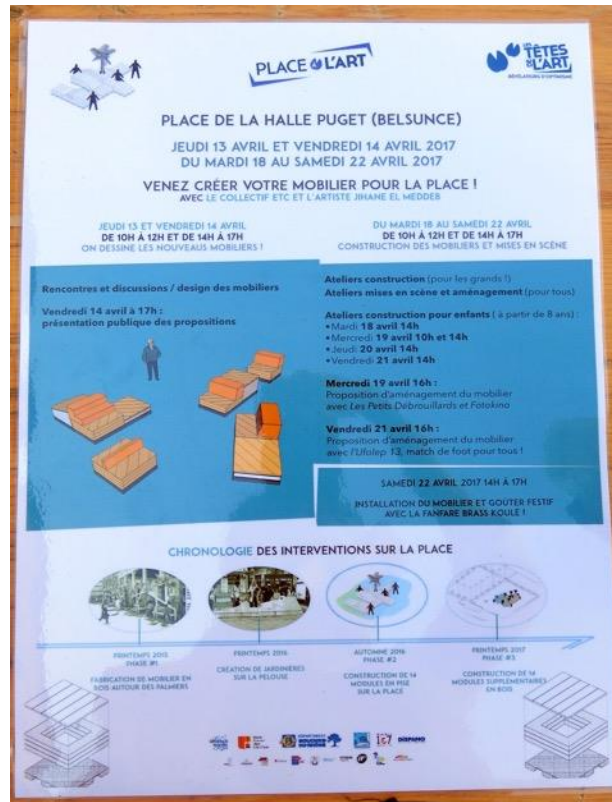 PLACE À L'ART
LES TÊTES DE L'ART
RÉVÉLATIONS D'OPTIMISME
PLACE DE LA HALLE PUGET (BELSUNCE)
JEUDI 13 AVRIL ET VENDREDI 14 AVRIL 2017
DU MARDI 18 AU SAMEDI 22 AVRIL 2017
VENEZ CRÉER VOTRE MOBILIER POUR LA PLACE !
AVEC LE COLLECTIF ETC ET L'ARTISTE JIHANE EL MEDDEB
JEUDI 13 ET VENDREDI 14 AVRIL
DE 10H À 12H ET DE 14H À 17H
ON DESSINE LES NOUVEAUX MOBILIERS !
Rencontres et discussions / design des mobiliers
Vendredi 14 avril à 17h :
présentation publique des propositions
DU MARDI 18 AU SAMEDI 22 AVRIL
DE 10H À 12H ET DE 14H À 17H
CONSTRUCTION DES MOBILIERS ET MISES EN SCÈNE
Ateliers construction (pour les grands !)
Ateliers mises en scène et aménagement (pour tous)
Ateliers construction pour enfants ( à partir de 8 ans) :
• Mardi 18 avril 14h
• Mercredi 19 avril 10h et 14h
• Jeudi 20 avril 14h
• Vendredi 21 avril 14h
Mercredi 19 avril 16h :
Proposition d'aménagement du mobilier
avec Les Petits Débrouillards et Fotokino
Vendredi 21 avril 16h :
Proposition d'aménagement du mobilier
avec l'Ufolep 13, match de foot pour tous !
SAMEDI 22 AVRIL 2017 14H À 17H
INSTALLATION DU MOBILIER ET GOÛTER FESTIF
AVEC LA FANFARE BRASS KOULÉ !
CHRONOLOGIE DES INTERVENTIONS SUR LA PLACE
PRINTEMPS 2015
PHASE #1
FABRICATION DE MOBILIER EN
BOIS AUTOUR DES PALMIERS
PRINTEMPS 2016
CRÉATION DE JARDINIÈRES
SUR LA PELOUSE
AUTOMNE 2016
PHASE #2
CONSTRUCTION DE 14
MODULES EN PISÉ
SUR LA PLACE
PRINTEMPS 2017
PHASE #3
CONSTRUCTION DE 14
MODULES SUPPLÉMENTAIRES
EN BOIS